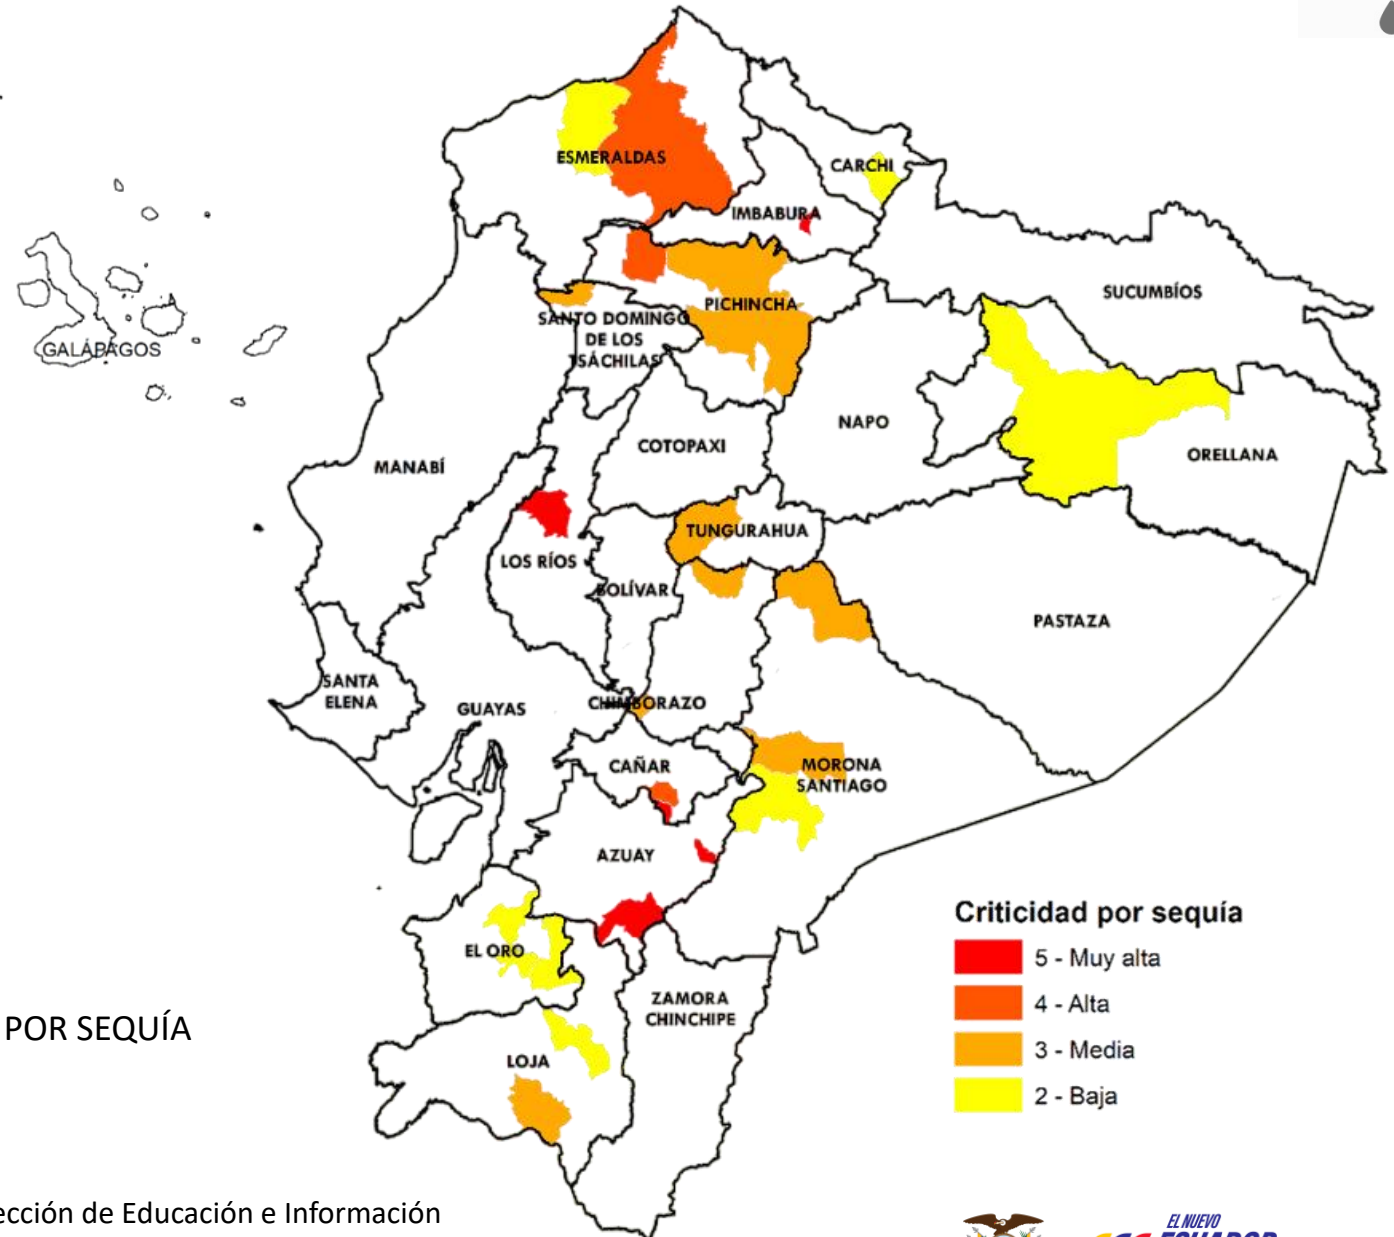 ESMERALDAS
CARCHI
IMBABURA
SUCUMBÍOS
PICHINCHA
SANTO DOMINGO
DE LOS
TSÁCHILAS
GALÁPAGOS
NAPO
COTOPAXI
ORELLANA
MANABÍ
TUNGURAHUA
LOS RÍOS
BOLÍVAR
PASTAZA
SANTA
ELENA
GUAYAS
CHIMBORAZO
CAÑAR
MORONA
SANTIAGO
AZUAY
EL ORO
ZAMORA
CHINCHIPE
LOJA
Criticidad por sequía
5 - Muy alta
4 - Alta
3 - Media
2 - Baja
POR SEQUÍA
ección de Educación e Información
EL NUEVO
ECUADOR